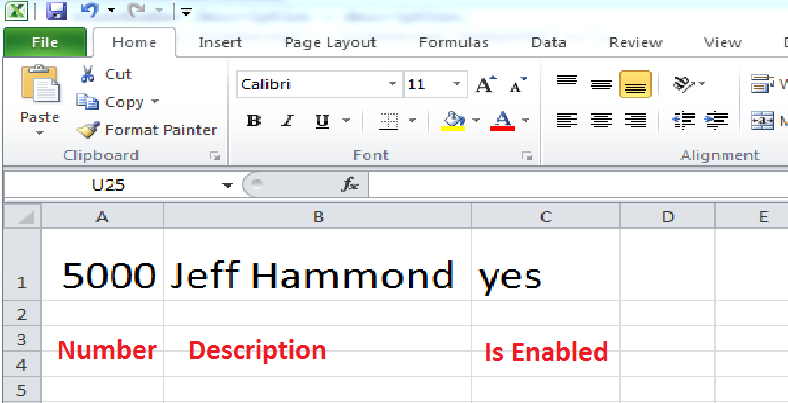 File Home Insert Page Layout Formulas Data Review View
Cut
Copy
Paste
Format Painter
Calibri 11 A A
B I U A
Clipboard Font Alignment
U25 fx
A B C D E
1 5000 Jeff Hammond yes
2
3
Number Description Is Enabled
4
5